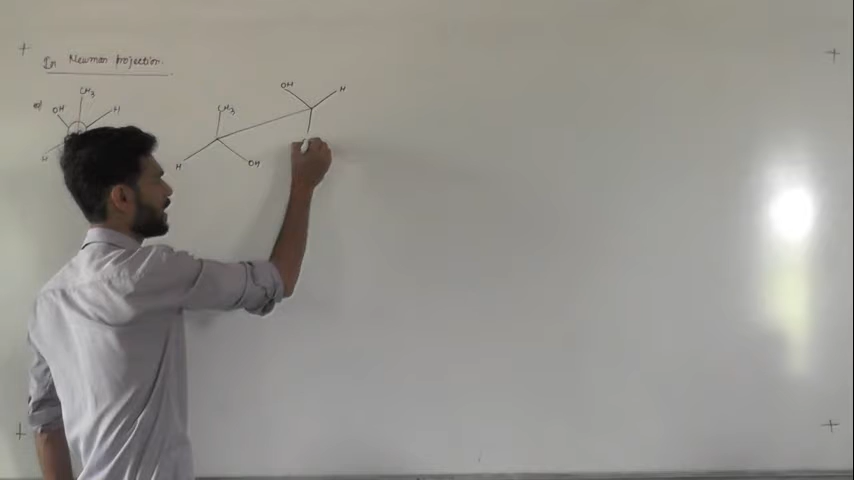 In Newman Projection.
a) CH3
OH H
H
CH3
H OH
OH H